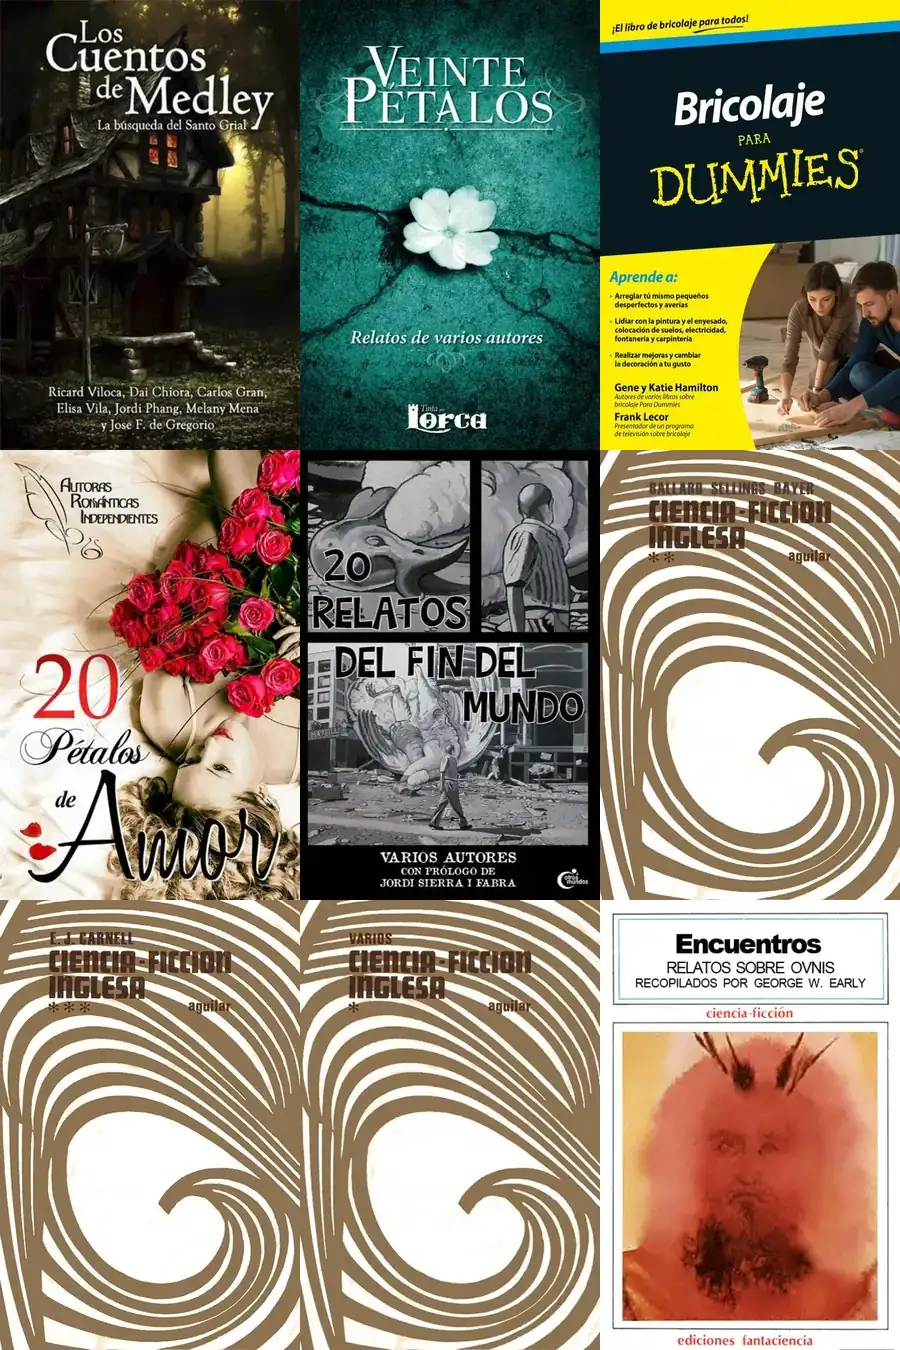 Los
Cuentos
de Medley
La búsqueda del Santo Grial
Ricard Viloca, Dai Chiora, Carlos Gran,
Elisa Vila, Jordi Phang, Melany Mena
y Jose F. de Gregorio
VEINTE
PÉTALOS
Relatos de varios autores
Tinta
Lorca
¡El libro de bricolaje para todos!
Bricolaje
PARA
DUMMIES
Aprende a:
• Arreglar tú mismo pequeños
desperfectos y averías
• Lidiar con la pintura y el enyesado,
colocación de suelos, electricidad,
fontanería y carpintería
• Realizar mejoras y cambiar
la decoración a tu gusto
Gene y Katie Hamilton
Autores de varios libros sobre
bricolaje Para Dummies
Frank Lecor
Presentador de un programa
de televisión sobre bricolaje
AUTORAS
ROMÁNTICAS
INDEPENDIENTES
20
Pétalos
de
Amor
20
RELATOS
DEL FIN DEL
MUNDO
VARIOS AUTORES
CON PRÓLOGO DE
JORDI SIERRA I FABRA
otros mundos
BALLARD SELLINGS RAYER
CIENCIA-FICCION
INGLESA
** aguilar
E. J. CARNELL
CIENCIA-FICCION
INGLESA
*** aguilar
VARIOS
CIENCIA-FICCION
INGLESA
* aguilar
Encuentros
RELATOS SOBRE OVNIS
RECOPILADOS POR GEORGE W. EARLY
ciencia-ficción
ediciones fantaciencia